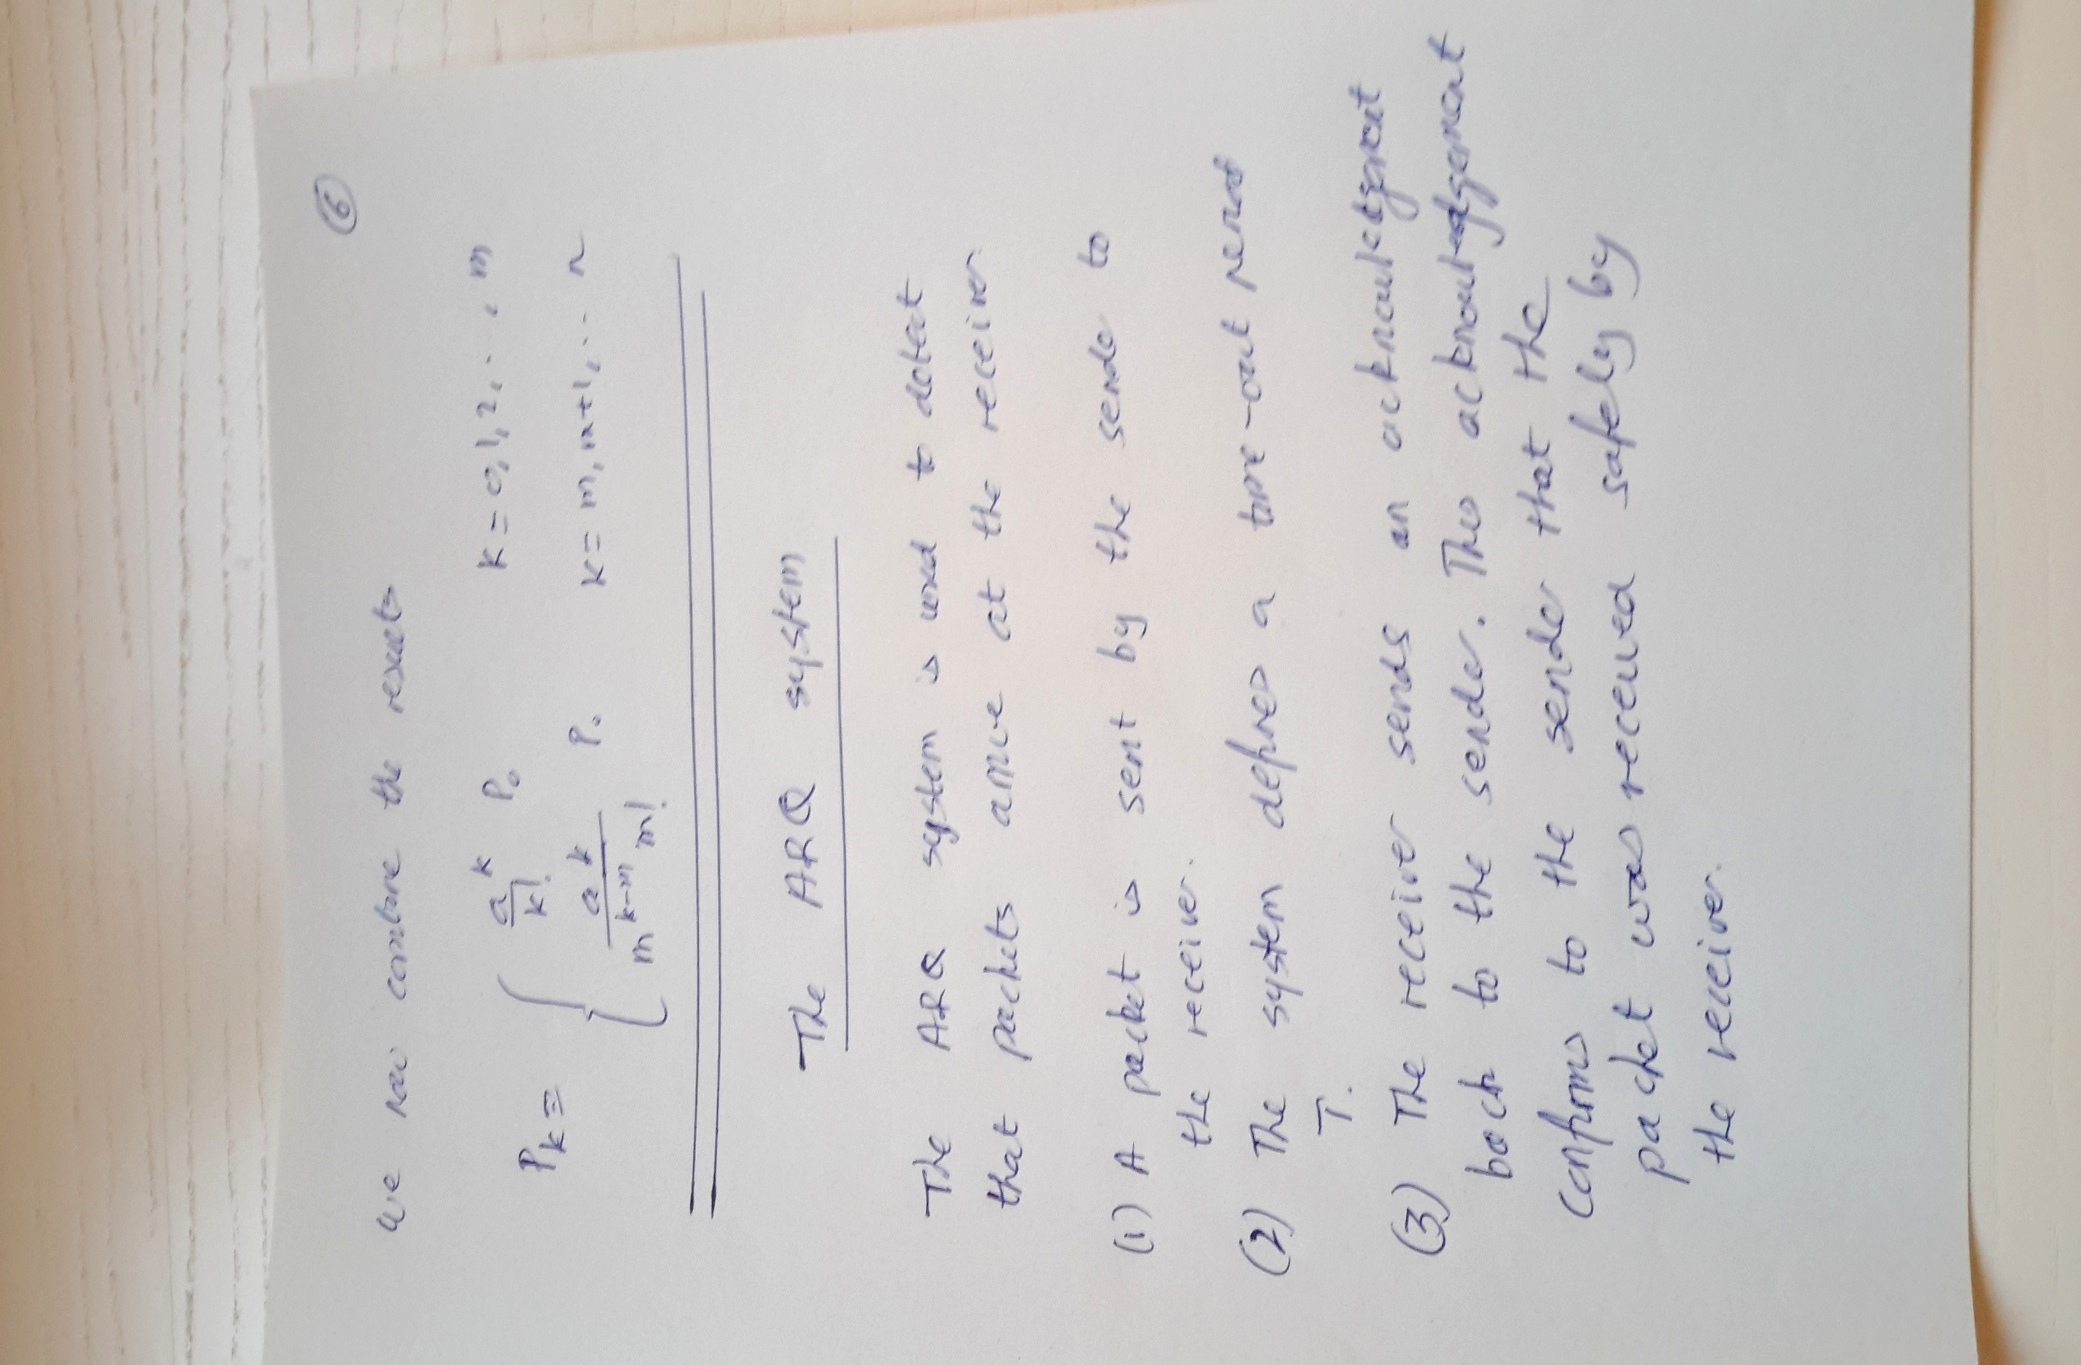 6
We now combine the results
P_k = { a^k / k! P_0    k = 0,1,2,...,m
a^k / (m^{k-m} m!) P_0    k = m, m+1,... n
The ARQ system
The ARQ system is used to detect
that packets arrive at the receiver
(1) A packet is sent by the sender to
the receiver.
(2) The system defines a time-out period
T.
(3) The receiver sends an acknowledgment
back to the sender. The acknowledgement
confirms to the sender that the
packet was received safely by
the receiver.